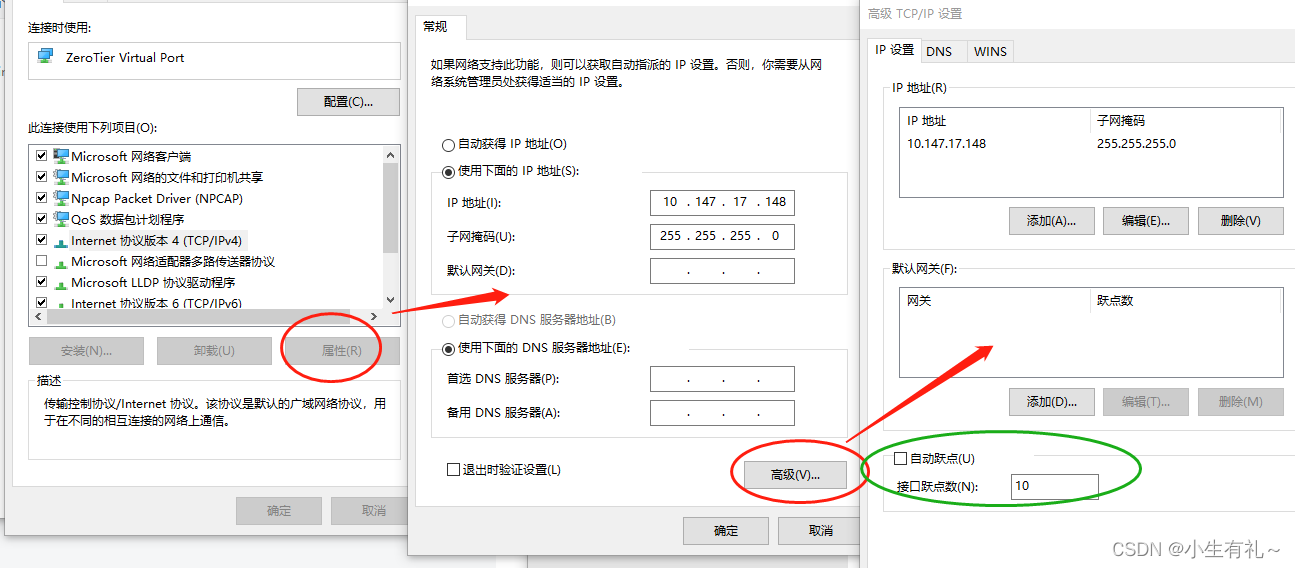 连接时使用:
ZeroTier Virtual Port
配置(C)...
此连接使用下列项目(O):
Microsoft 网络客户端
Microsoft 网络的文件和打印机共享
Npcap Packet Driver (NPCAP)
QoS 数据包计划程序
Internet 协议版本 4 (TCP/IPv4)
Microsoft 网络适配器多路传送器协议
Microsoft LLDP 协议驱动程序
Internet 协议版本 6 (TCP/IPv6)
安装(N)...
卸载(U)
属性(R)
描述
传输控制协议/Internet 协议。该协议是默认的广域网络协议，用
于在不同的相互连接的网络上通信。
确定
取消
常规
如果网络支持此功能，则可以获取自动指派的 IP 设置。否则，你需要从网
络系统管理员处获得适当的 IP 设置。
自动获得 IP 地址(O)
使用下面的 IP 地址(S):
IP 地址(I):
10 . 147 . 17 . 148
子网掩码(U):
255 . 255 . 255 . 0
默认网关(D):
. . .
自动获得 DNS 服务器地址(B)
使用下面的 DNS 服务器地址(E):
首选 DNS 服务器(P):
. . .
备用 DNS 服务器(A):
. . .
退出时验证设置(L)
高级(V)...
确定
取消
高级 TCP/IP 设置
IP 设置
DNS
WINS
IP 地址(R)
IP 地址
子网掩码
10.147.17.148
255.255.255.0
添加(A)...
编辑(E)...
删除(V)
默认网关(F):
网关
跃点数
添加(D)...
编辑(T)...
删除(M)
自动跃点(U)
接口跃点数(N):
10
CSDN @小生有礼～